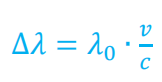 Δλ = λ₀ · v/c